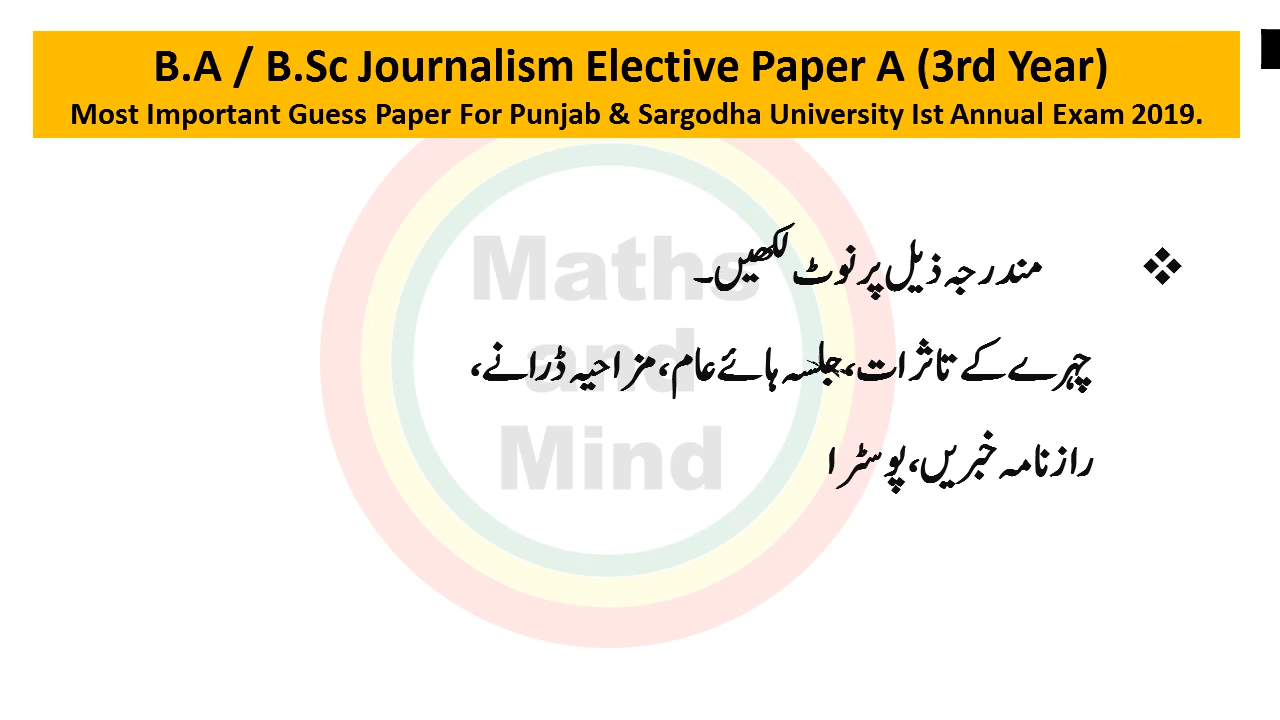 B.A / B.Sc Journalism Elective Paper A (3rd Year)
Most Important Guess Paper For Punjab & Sargodha University Ist Annual Exam 2019.
❖ مندرجہ ذیل پر نوٹ لکھیں۔
چہرے کے تاثرات، جلسہ ہائے عام، مزاحیہ ڈرانے،
رازنامہ خبریں، پوسٹر ا
Maths
and
Mind